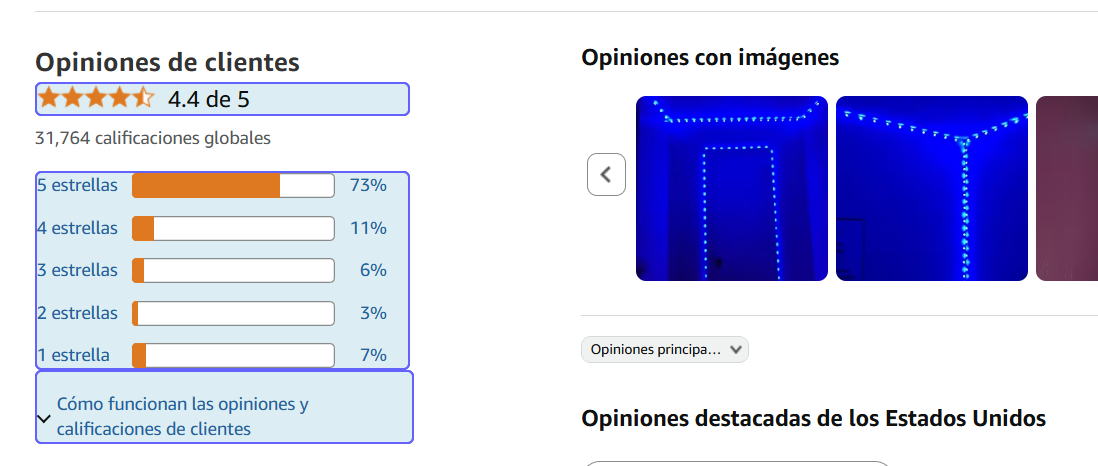 Opiniones de clientes
4.4 de 5
31,764 calificaciones globales
5 estrellas 73%
4 estrellas 11%
3 estrellas 6%
2 estrellas 3%
1 estrella 7%
Cómo funcionan las opiniones y
calificaciones de clientes
Opiniones con imágenes
Opiniones principa...
Opiniones destacadas de los Estados Unidos